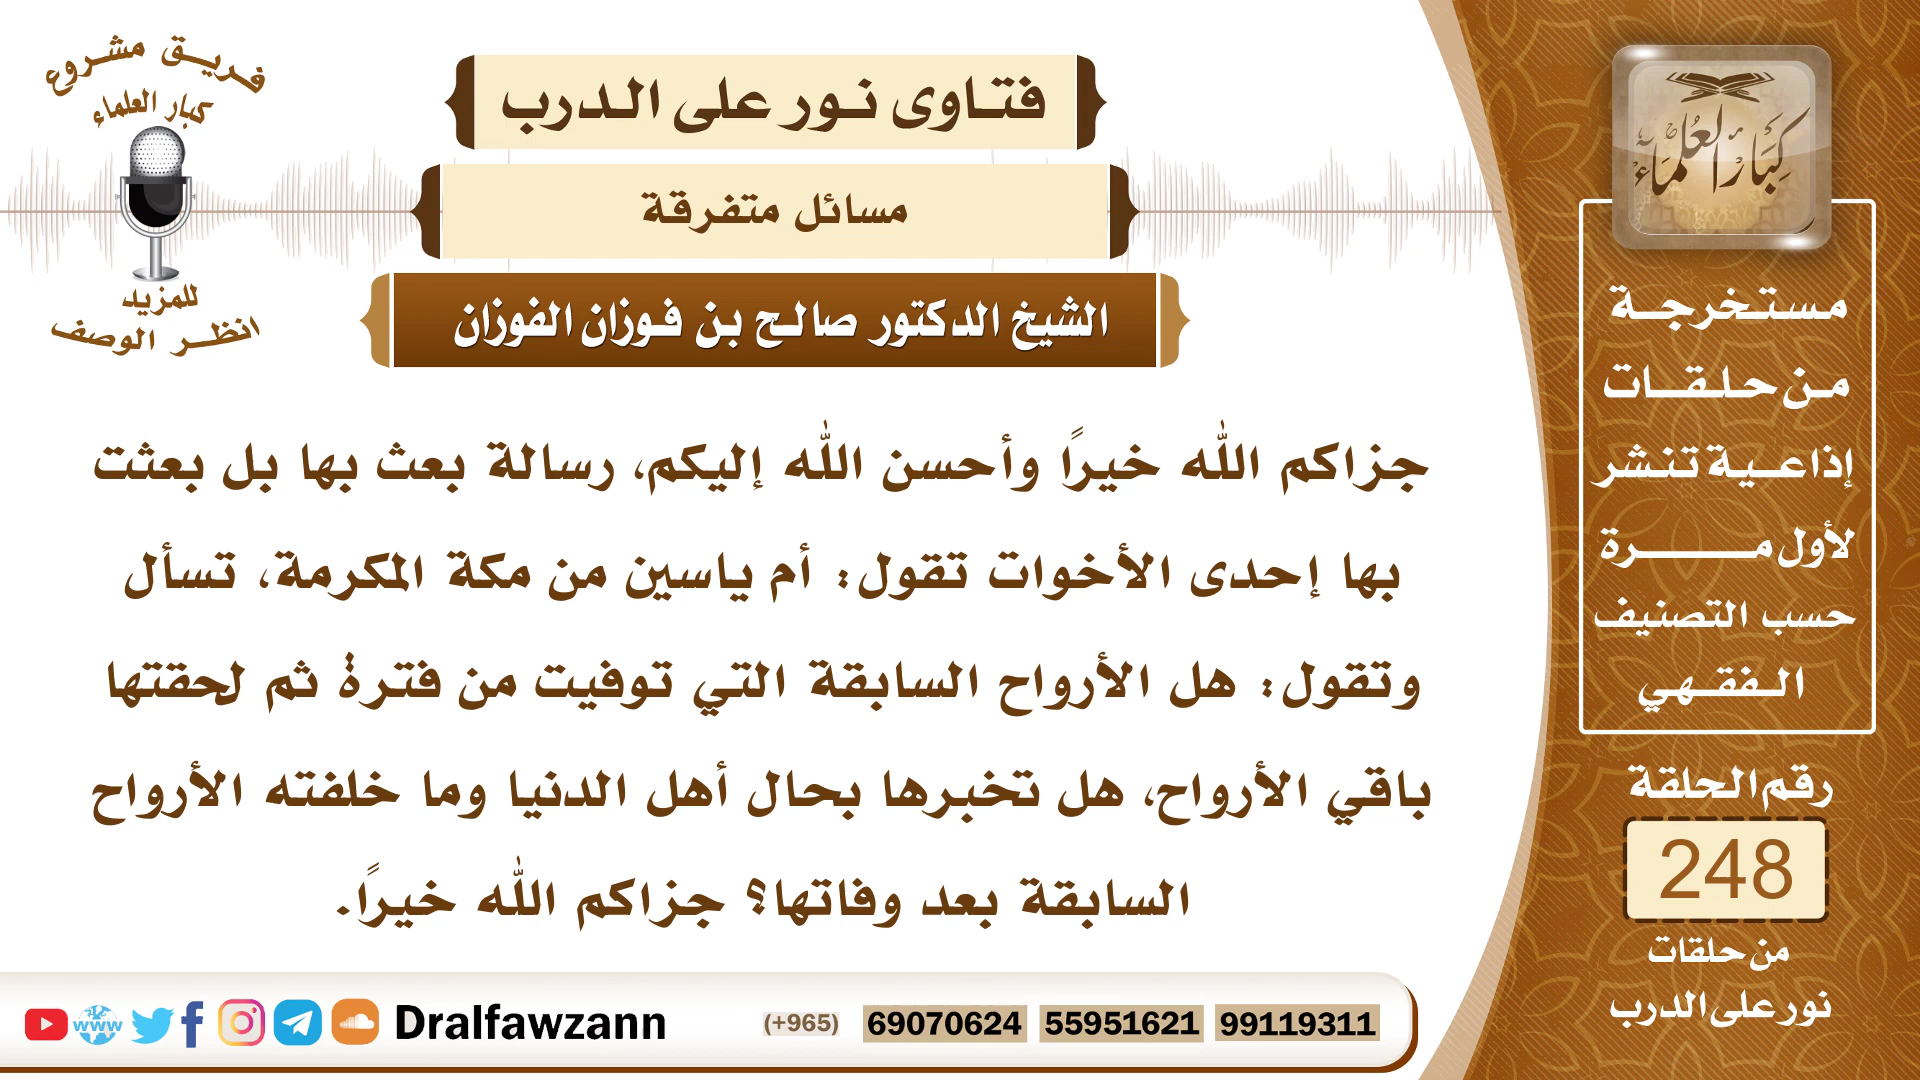 فريق مشروع
كبار العلماء
للمزيد
انظر الوصف
فتاوى نور على الدرب
مسائل متفرقة
الشيخ الدكتور صالح بن فوزان الفوزان
جزاكم الله خيرًا وأحسن الله إليكم، رسالة بعث بها بل بعثت
بها إحدى الأخوات تقول: أم ياسين من مكة المكرمة، تسأل
وتقول: هل الأرواح السابقة التي توفيت من فترة ثم لحقتها
باقي الأرواح، هل تخبرها بحال أهل الدنيا وما خلفته الأرواح
السابقة بعد وفاتها؟ جزاكم الله خيرًا.
كبار العلماء
مستخرجة
من حلقات
إذاعية تنشر
لأول مرة
حسب التصنيف
الفقهي
رقم الحلقة
248
من حلقات
نور على الدرب
www
Dralfawzann
(+965) 69070624 55951621 99119311